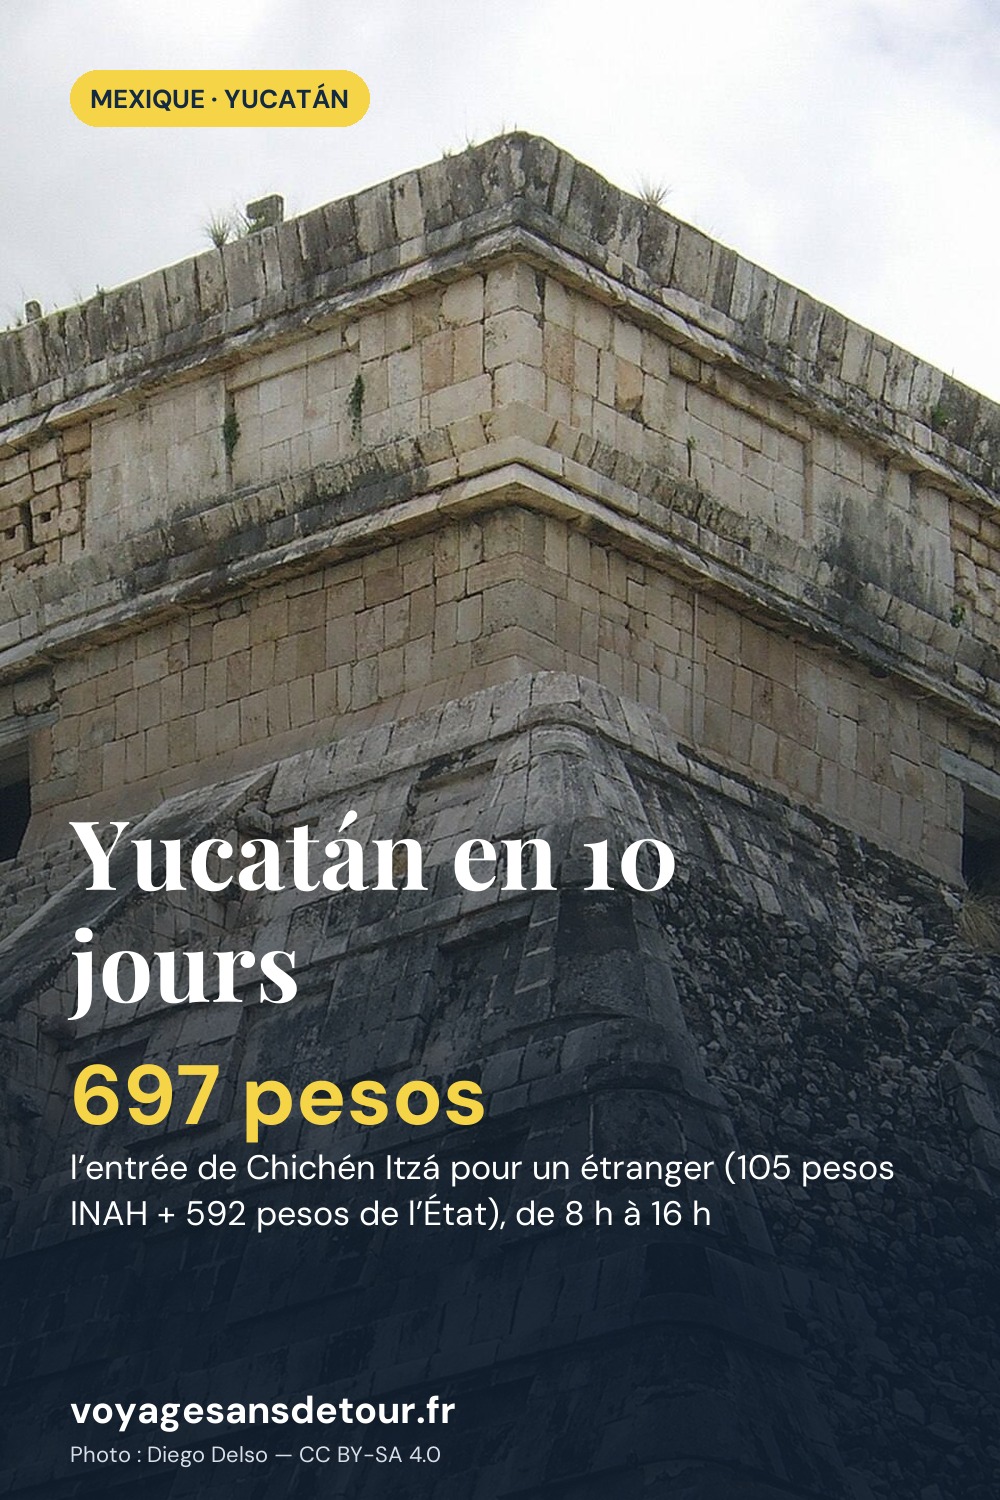 MEXIQUE · YUCATÁN
Yucatán en 10
jours
697 pesos
l’entrée de Chichén Itzá pour un étranger (105 pesos
INAH + 592 pesos de l’État), de 8 h à 16 h
voyagesansdetour.fr
Photo : Diego Delso — CC BY-SA 4.0